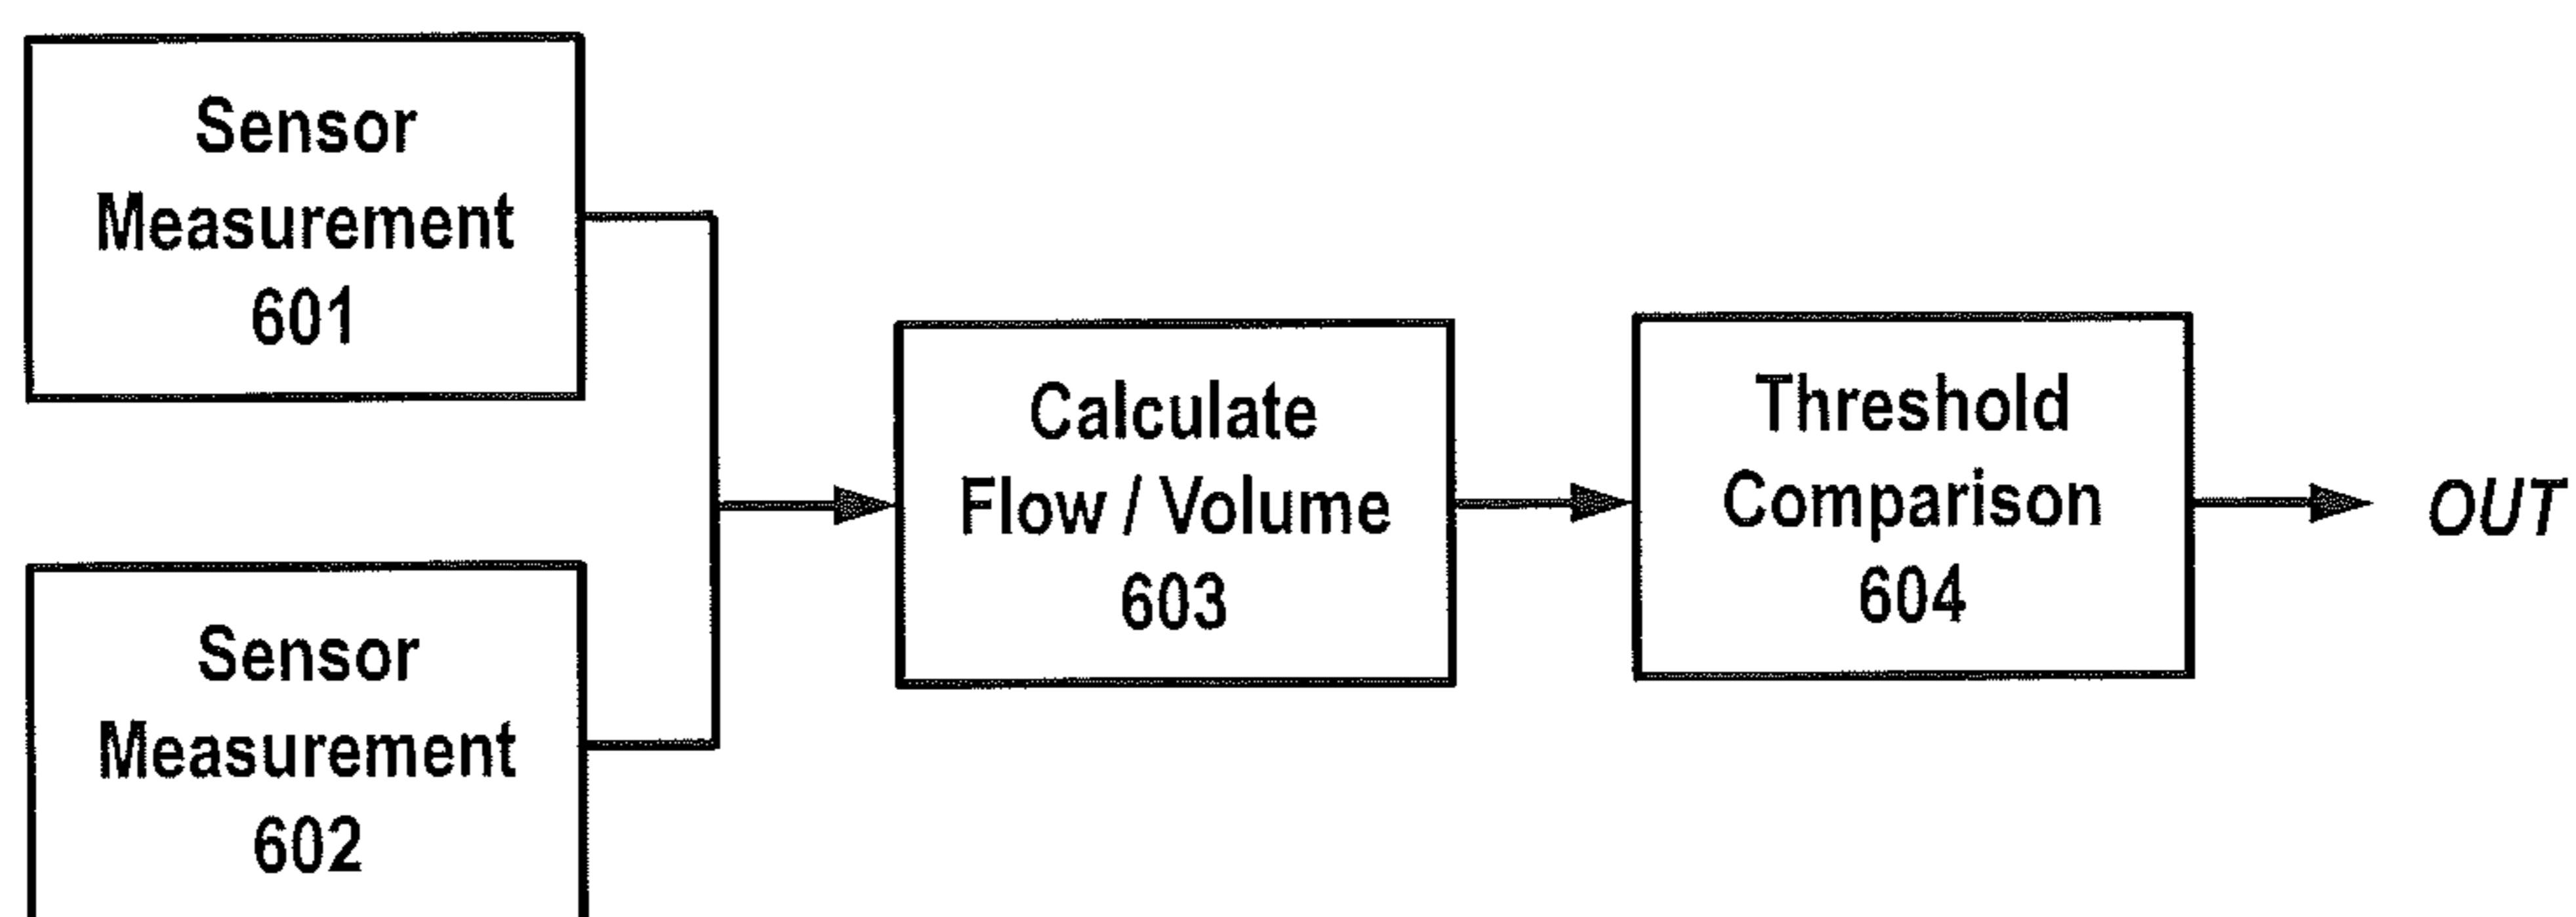 Sensor
Measurement
601
Sensor
Measurement
602
Calculate
Flow / Volume
603
Threshold
Comparison
604
OUT